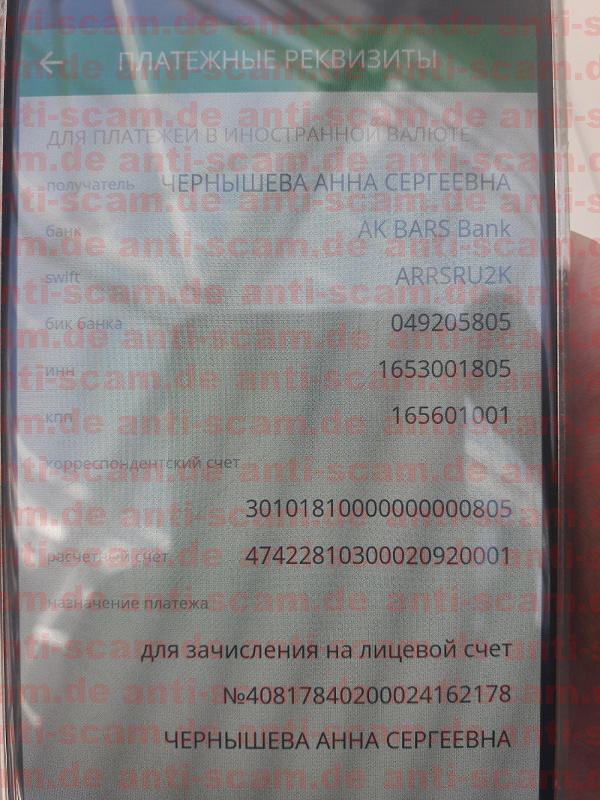 ПЛАТЕЖНЫЕ РЕКВИЗИТЫ
ДЛЯ ПЛАТЕЖЕЙ В ИНОСТРАННОЙ ВАЛЮТЕ
получатель ЧЕРНЫШЕВА АННА СЕРГЕЕВНА
банк AK BARS Bank
swift ARRSRU2K
бик банка 049205805
инн 1653001805
кпп 165601001
корреспондентский счет
30101810000000000805
расчетный счет 47422810300020920001
назначение платежа
для зачисления на лицевой счет
№40817840200024162178
ЧЕРНЫШЕВА АННА СЕРГЕЕВНА
anti-scam.de